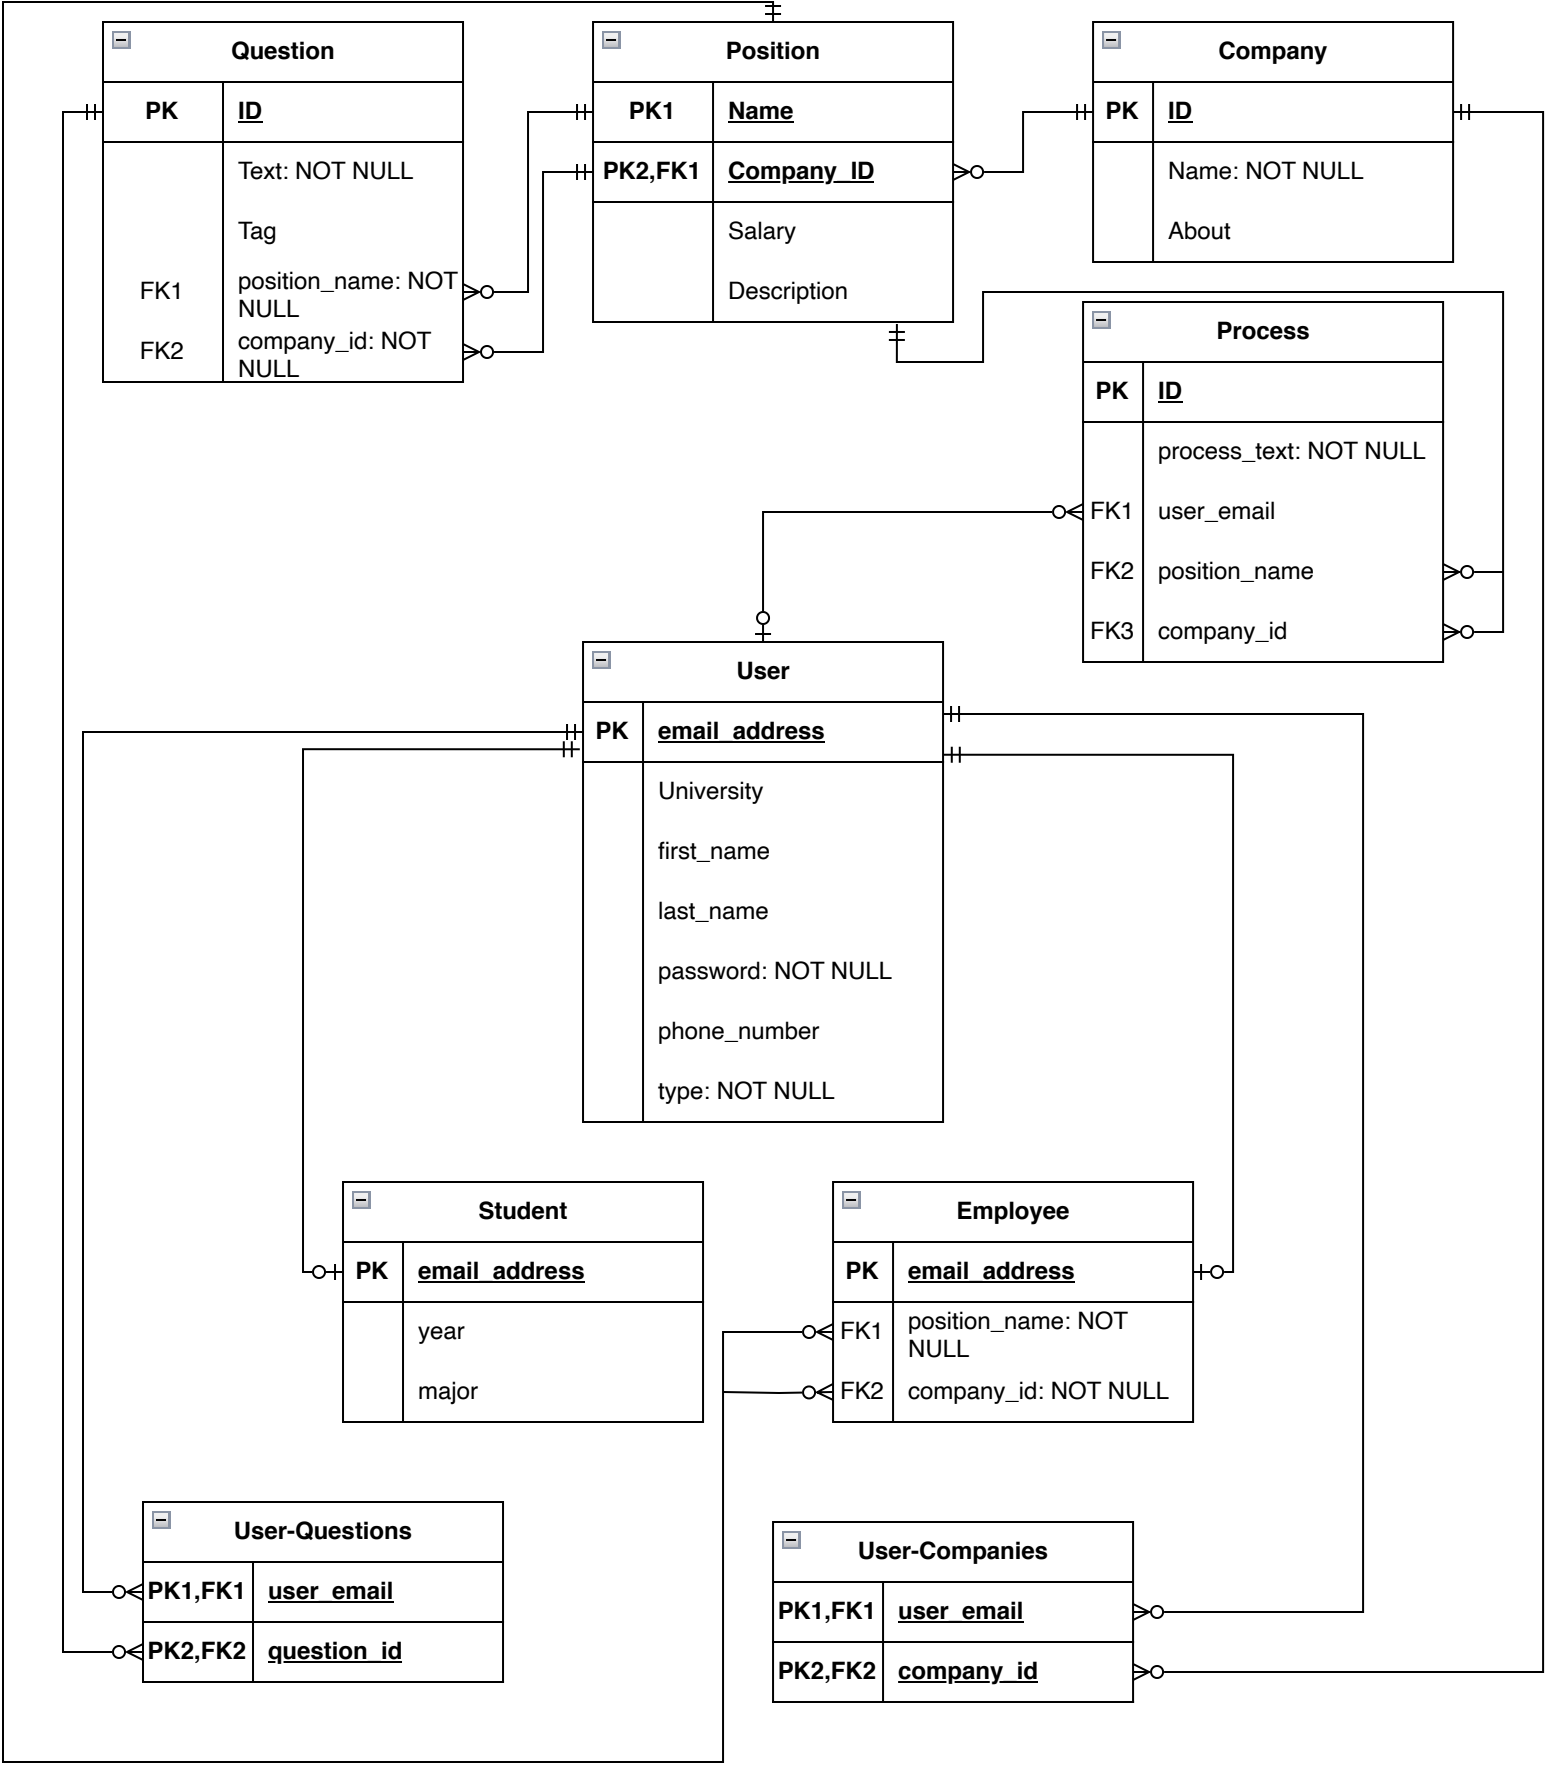 Question
PK ID
Text: NOT NULL
Tag
FK1 position_name: NOT
NULL
FK2 company_id: NOT
NULL
Position
PK1 Name
PK2,FK1 Company_ID
Salary
Description
Company
PK ID
Name: NOT NULL
About
Process
PK ID
process_text: NOT NULL
FK1 user_email
FK2 position_name
FK3 company_id
User
PK email_address
University
first_name
last_name
password: NOT NULL
phone_number
type: NOT NULL
Student
PK email_address
year
major
Employee
PK email_address
FK1 position_name: NOT
NULL
FK2 company_id: NOT NULL
User-Questions
PK1,FK1 user_email
PK2,FK2 question_id
User-Companies
PK1,FK1 user_email
PK2,FK2 company_id